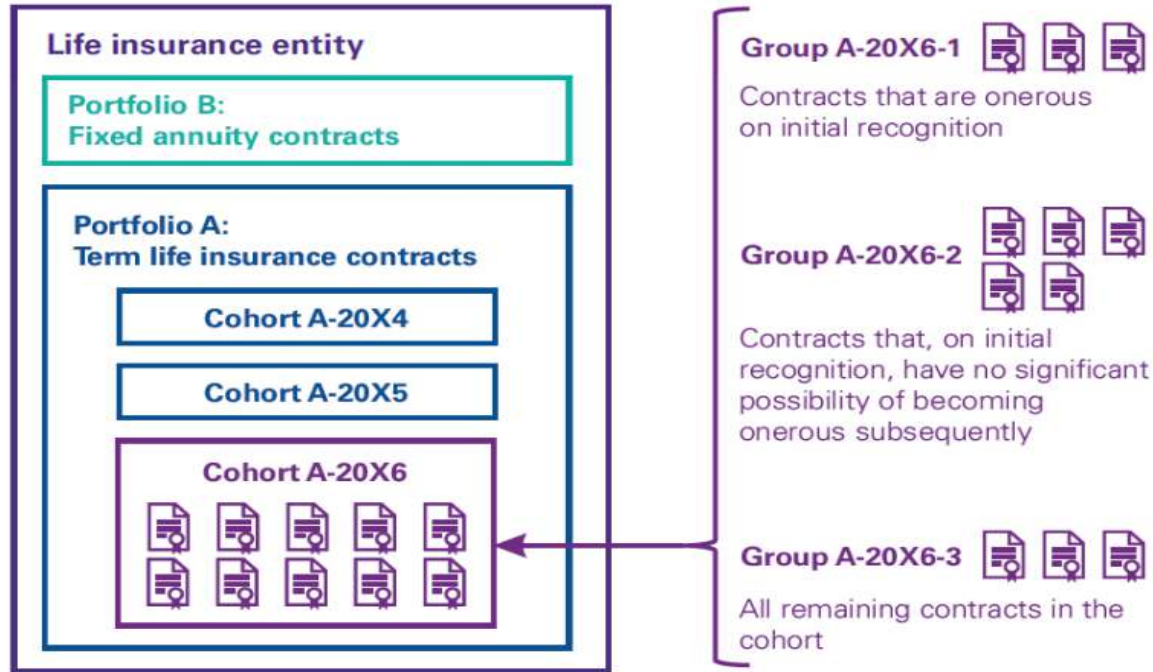 Life insurance entity
Portfolio B:
Fixed annuity contracts
Portfolio A:
Term life insurance contracts
Cohort A-20X4
Cohort A-20X5
Cohort A-20X6
Group A-20X6-1
Contracts that are onerous
on initial recognition
Group A-20X6-2
Contracts that, on initial
recognition, have no significant
possibility of becoming
onerous subsequently
Group A-20X6-3
All remaining contracts in the
cohort